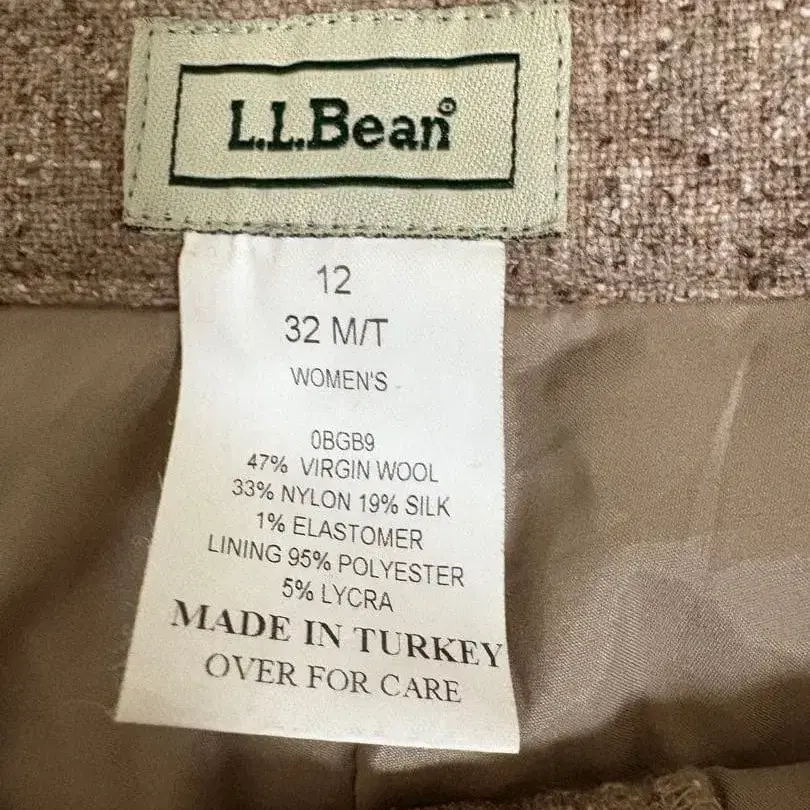 L.L.Bean®
12
32 M/T
WOMEN'S
0BGB9
47% VIRGIN WOOL
33% NYLON 19% SILK
1% ELASTOMER
LINING 95% POLYESTER
5% LYCRA
MADE IN TURKEY
OVER FOR CARE